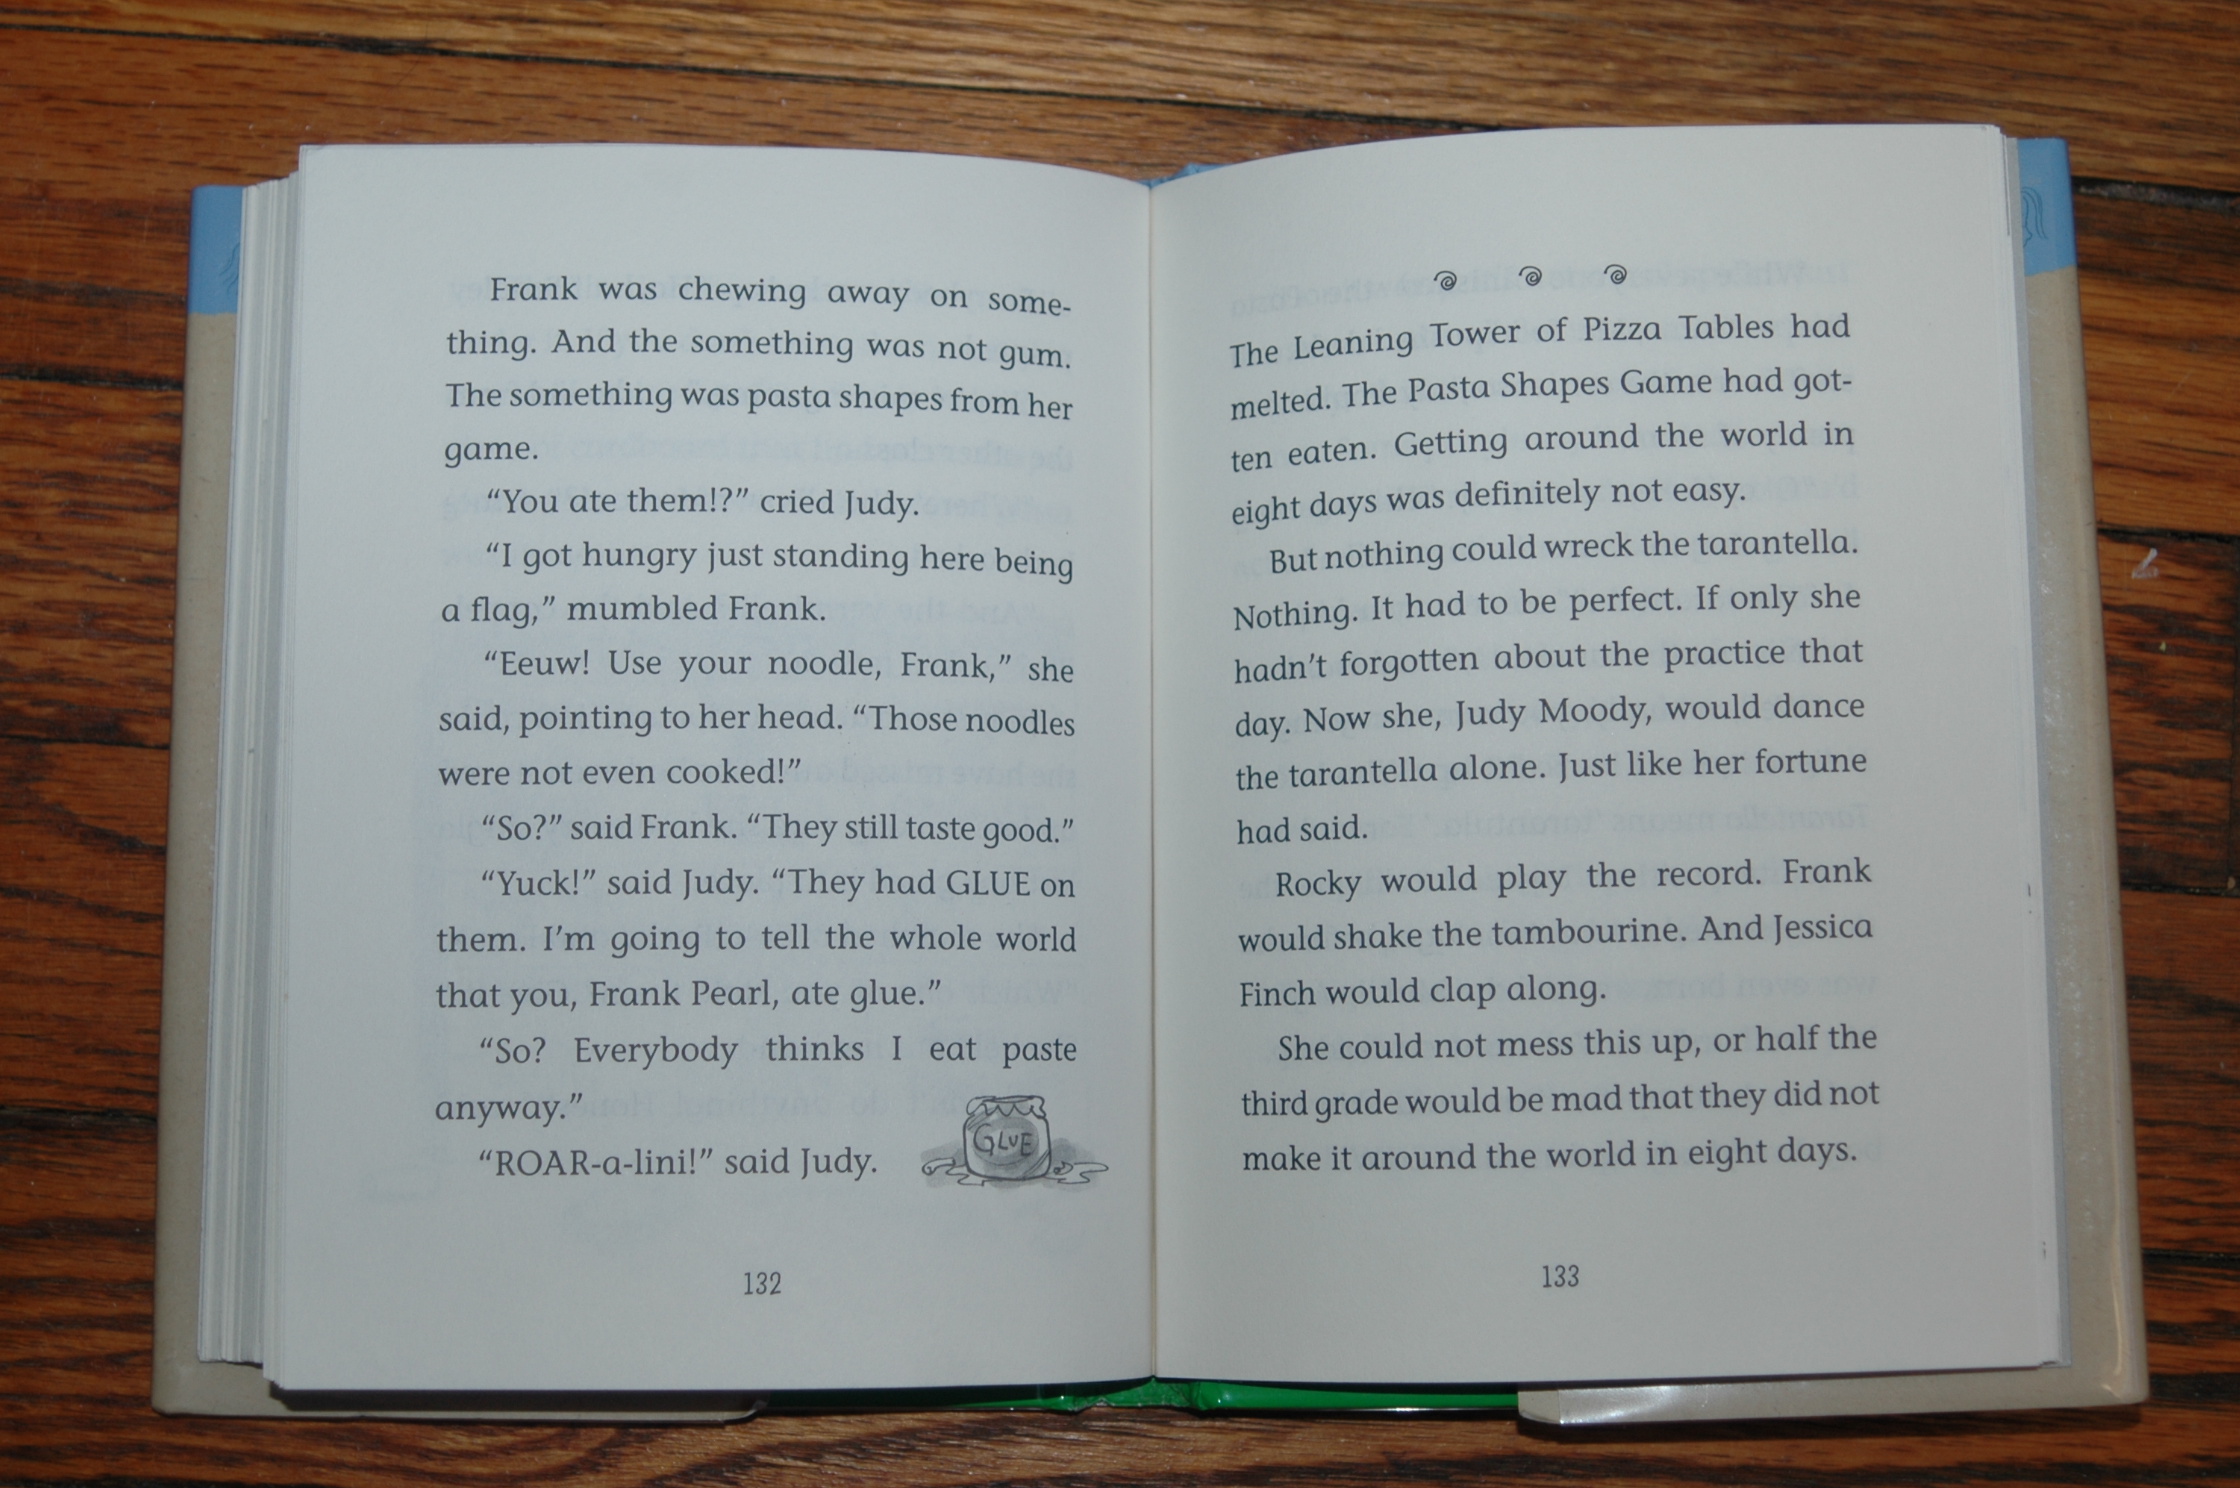 Frank was chewing away on some-
thing. And the something was not gum.
The something was pasta shapes from her
game.
“You ate them!?” cried Judy.
“I got hungry just standing here being
a flag,” mumbled Frank.
“Eeuw! Use your noodle, Frank,” she
said, pointing to her head. “Those noodles
were not even cooked!”
“So?” said Frank. “They still taste good.”
“Yuck!” said Judy. “They had GLUE on
them. I’m going to tell the whole world
that you, Frank Pearl, ate glue.”
“So? Everybody thinks I eat paste
anyway.”
“ROAR-a-lini!” said Judy.
GLUE
132
The Leaning Tower of Pizza Tables had
melted. The Pasta Shapes Game had got-
ten eaten. Getting around the world in
eight days was definitely not easy.
But nothing could wreck the tarantella.
Nothing. It had to be perfect. If only she
hadn’t forgotten about the practice that
day. Now she, Judy Moody, would dance
the tarantella alone. Just like her fortune
had said.
Rocky would play the record. Frank
would shake the tambourine. And Jessica
Finch would clap along.
She could not mess this up, or half the
third grade would be mad that they did not
make it around the world in eight days.
133